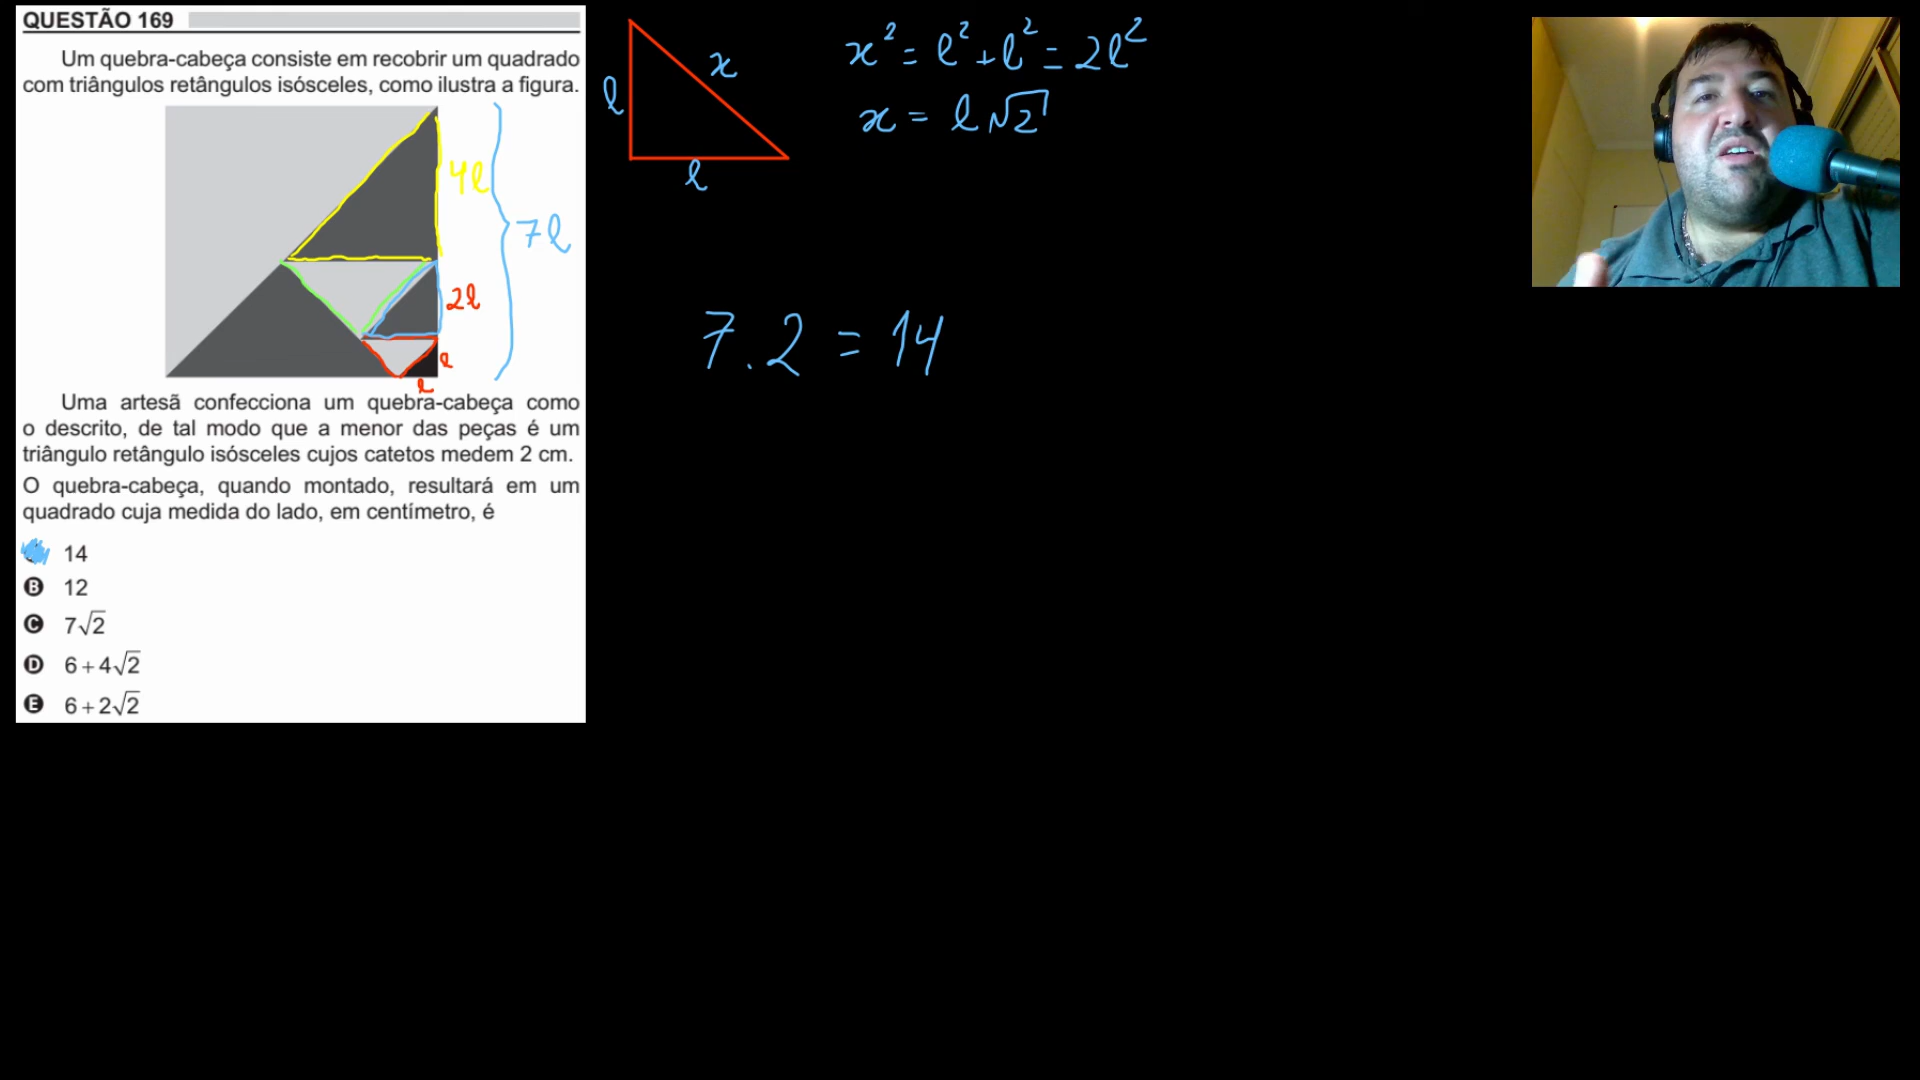 QUESTÃO 169
Um quebra-cabeça consiste em recobrir um quadrado
com triângulos retângulos isósceles, como ilustra a figura.
4l
7l
2l
l
l
Uma artesã confecciona um quebra-cabeça como
o descrito, de tal modo que a menor das peças é um
triângulo retângulo isósceles cujos catetos medem 2 cm.
O quebra-cabeça, quando montado, resultará em um
quadrado cuja medida do lado, em centímetro, é
14
B 12
C 7√2
D 6+4√2
E 6+2√2
l
x
l
x² = l² + l² = 2l²
x = l√2
7.2 = 14